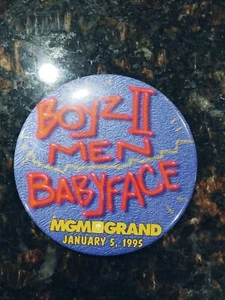 BOYZ II
MEN
BABYFACE
MGM GRAND
JANUARY 5, 1995